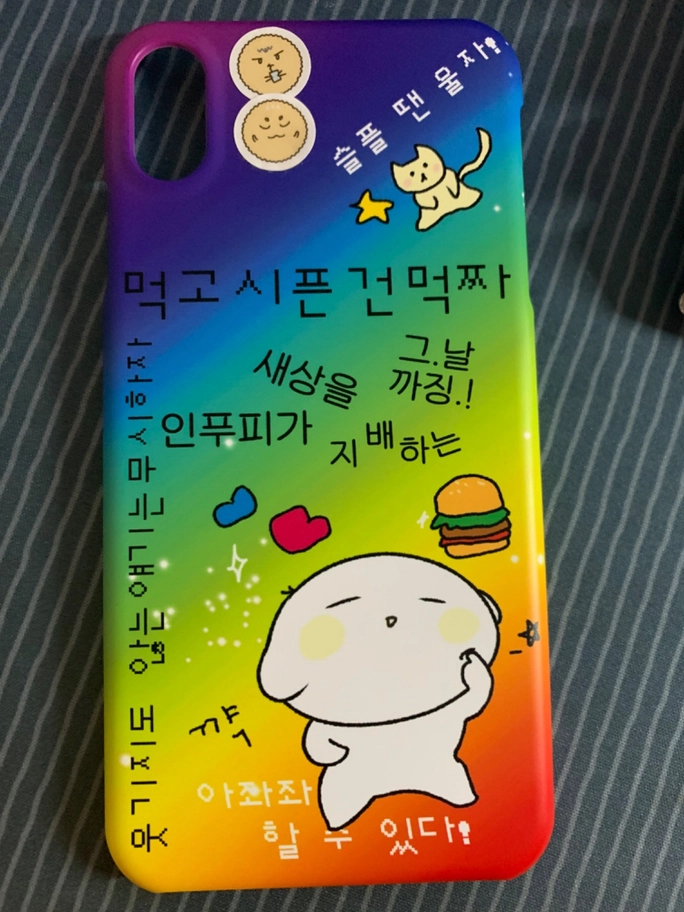 슬플 땐 울자!
먹고 시픈 건 먹짜
새상을
그.날
까징.!
인푸피가
지배하는
웃기지도 않는 얘기는 무시하자
꺅
아좌좌
할 수 있다!